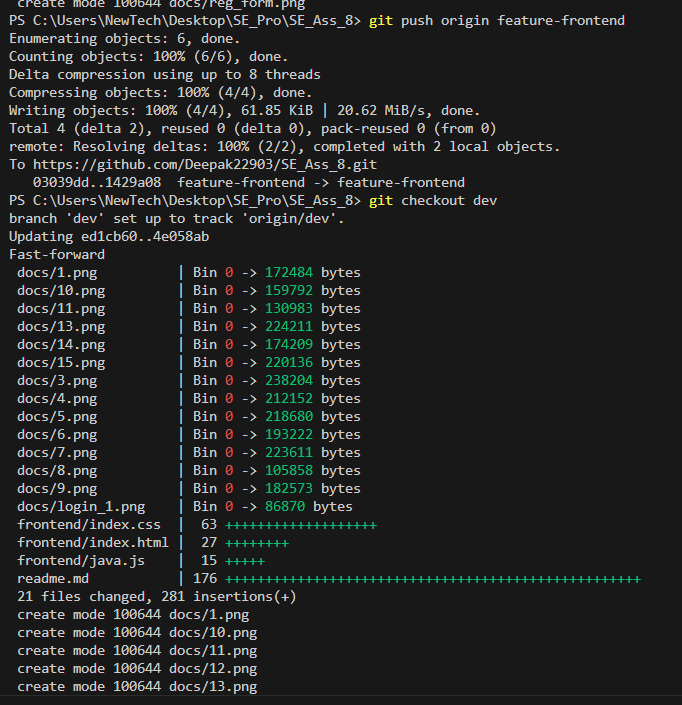 create mode 100644 docs/reg_form.png
PS C:\Users\NewTech\Desktop\SE_Pro\SE_Ass_8> git push origin feature-frontend
Enumerating objects: 6, done.
Counting objects: 100% (6/6), done.
Delta compression using up to 8 threads
Compressing objects: 100% (4/4), done.
Writing objects: 100% (4/4), 61.85 KiB | 20.62 MiB/s, done.
Total 4 (delta 2), reused 0 (delta 0), pack-reused 0 (from 0)
remote: Resolving deltas: 100% (2/2), completed with 2 local objects.
To https://github.com/Deepak22903/SE_Ass_8.git
   03039dd..1429a08  feature-frontend -> feature-frontend
PS C:\Users\NewTech\Desktop\SE_Pro\SE_Ass_8> git checkout dev
branch 'dev' set up to track 'origin/dev'.
Updating ed1cb60..4e058ab
Fast-forward
 docs/1.png          | Bin 0 -> 172484 bytes
 docs/10.png         | Bin 0 -> 159792 bytes
 docs/11.png         | Bin 0 -> 130983 bytes
 docs/13.png         | Bin 0 -> 224211 bytes
 docs/14.png         | Bin 0 -> 174209 bytes
 docs/15.png         | Bin 0 -> 220136 bytes
 docs/3.png          | Bin 0 -> 238204 bytes
 docs/4.png          | Bin 0 -> 212152 bytes
 docs/5.png          | Bin 0 -> 218680 bytes
 docs/6.png          | Bin 0 -> 193222 bytes
 docs/7.png          | Bin 0 -> 223611 bytes
 docs/8.png          | Bin 0 -> 105858 bytes
 docs/9.png          | Bin 0 -> 182573 bytes
 docs/login_1.png    | Bin 0 -> 86870 bytes
 frontend/index.css  |  63 +++++++++++++++++++
 frontend/index.html |  27 ++++++++
 frontend/java.js    |  15 +++++
 readme.md           | 176 ++++++++++++++++++++++++++++++++++++++++++++++++++++
 21 files changed, 281 insertions(+)
 create mode 100644 docs/1.png
 create mode 100644 docs/10.png
 create mode 100644 docs/11.png
 create mode 100644 docs/12.png
 create mode 100644 docs/13.png